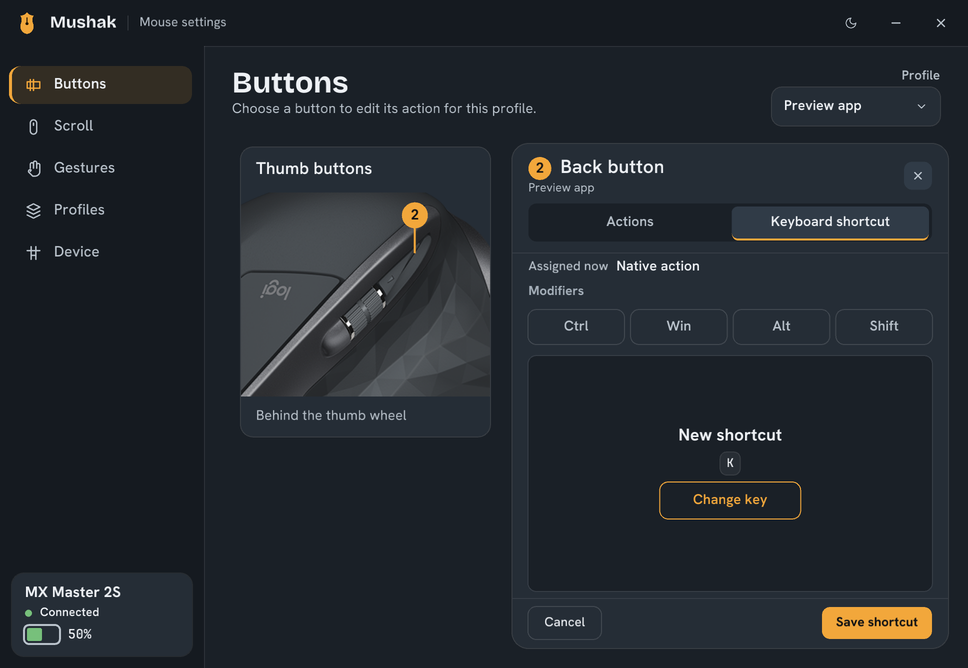 Mushak
Mouse settings
Buttons
Scroll
Gestures
Profiles
Device
MX Master 2S
Connected
50%
Buttons
Choose a button to edit its action for this profile.
Profile
Preview app
Thumb buttons
2
logi
Behind the thumb wheel
2 Back button
Preview app
Actions
Keyboard shortcut
Assigned now Native action
Modifiers
Ctrl
Win
Alt
Shift
New shortcut
K
Change key
Cancel
Save shortcut